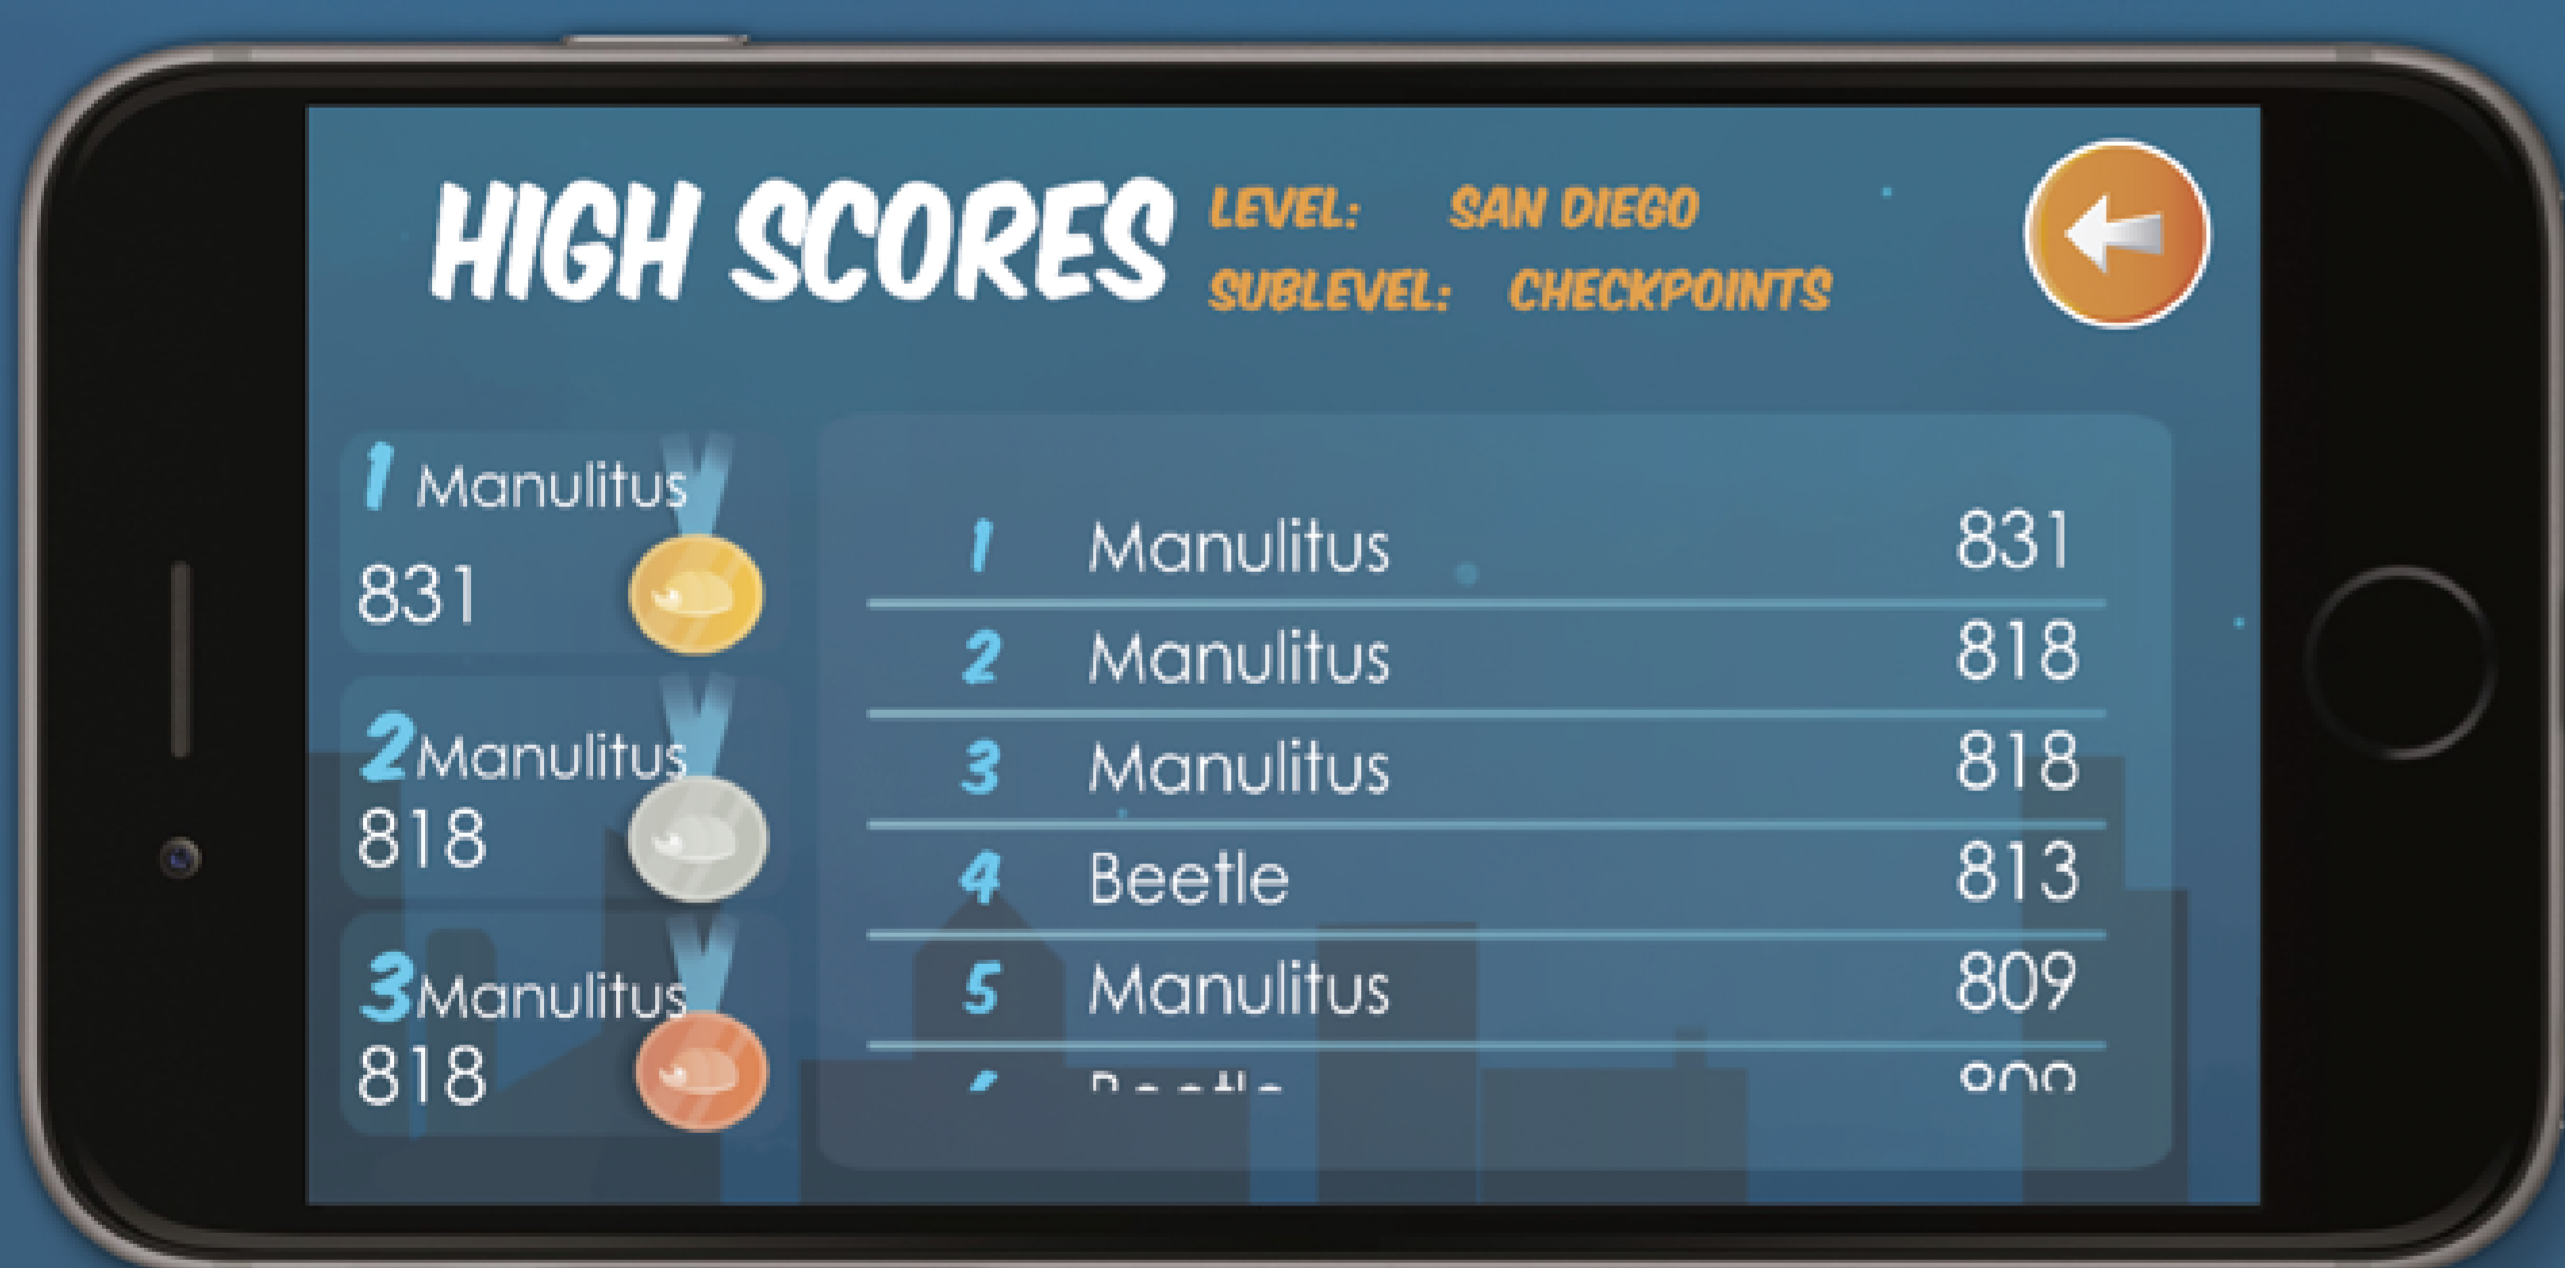 HIGH SCORES
LEVEL: SAN DIEGO
SUBLEVEL: CHECKPOINTS
1 Manulitus
831
2 Manulitus
818
3 Manulitus
818
1 Manulitus 831
2 Manulitus 818
3 Manulitus 818
4 Beetle 813
5 Manulitus 809